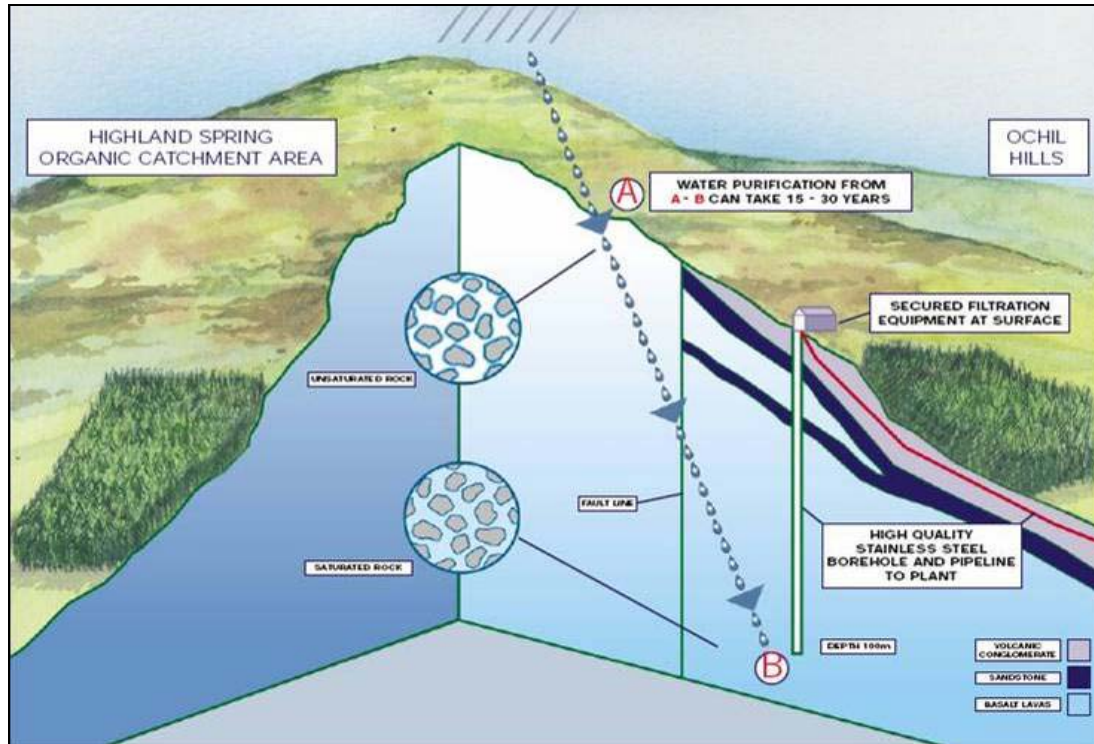 HIGHLAND SPRING
ORGANIC CATCHMENT AREA
OCHIL
HILLS
A
WATER PURIFICATION FROM
A - B CAN TAKE 15 - 30 YEARS
SECURED FILTRATION
EQUIPMENT AT SURFACE
UNSATURATED ROCK
FAULT LINE
HIGH QUALITY
STAINLESS STEEL
BOREHOLE AND PIPELINE
TO PLANT
SATURATED ROCK
B
DEPTH 100m
VOLCANIC
CONGLOMERATE
SANDSTONE
BASALT LAVAS